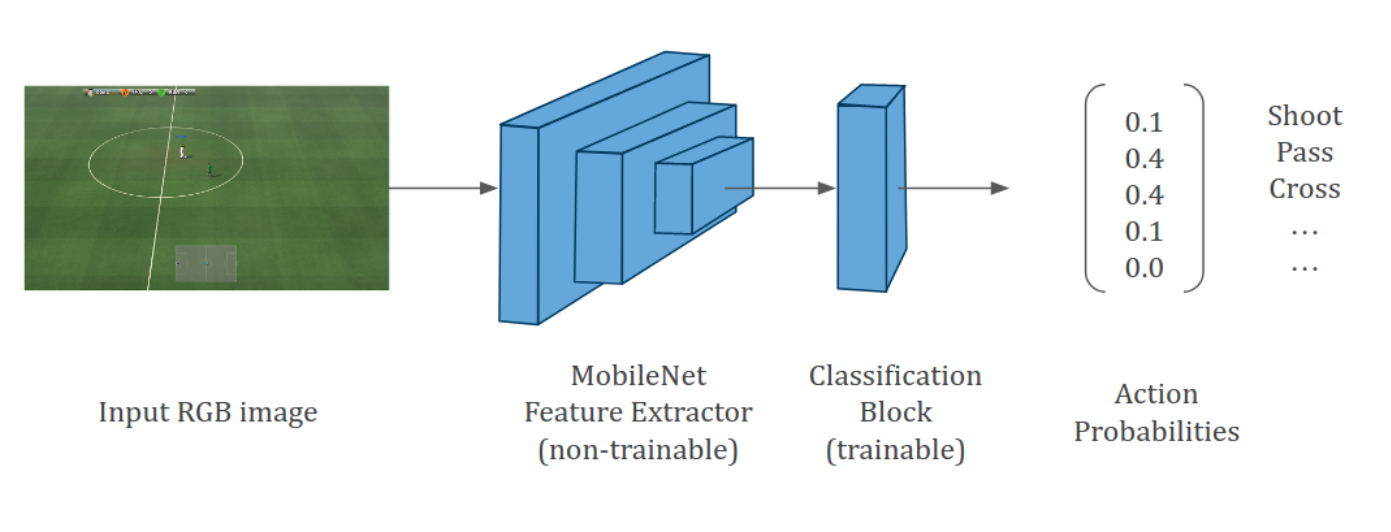 0.1
0.4
0.4
0.1
0.0
Shoot
Pass
Cross
...
...
Input RGB image
MobileNet
Feature Extractor
(non-trainable)
Classification
Block
(trainable)
Action
Probabilities